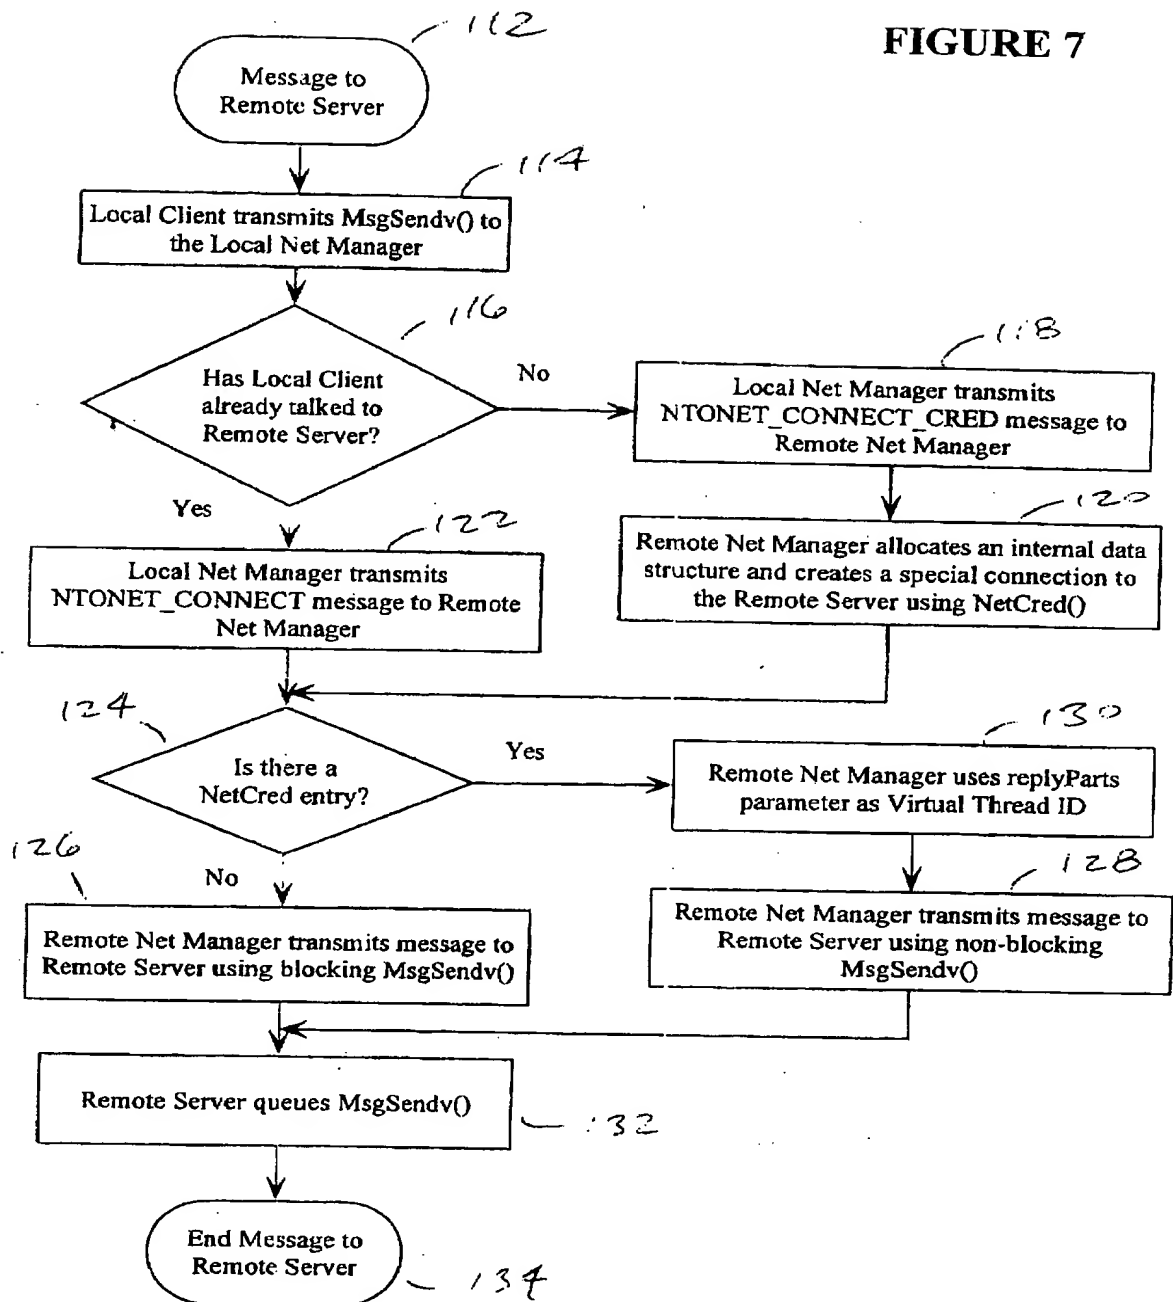 FIGURE 7
112
Message to
Remote Server
114
Local Client transmits MsgSendv() to
the Local Net Manager
116
Has Local Client
already talked to
Remote Server?
No
118
Local Net Manager transmits
NTONET_CONNECT_CRED message to
Remote Net Manager
Yes
120
Remote Net Manager allocates an internal data
structure and creates a special connection to
the Remote Server using NetCred()
122
Local Net Manager transmits
NTONET_CONNECT message to Remote
Net Manager
124
Is there a
NetCred entry?
Yes
130
Remote Net Manager uses replyParts
parameter as Virtual Thread ID
126
No
128
Remote Net Manager transmits message to
Remote Server using blocking MsgSendv()
Remote Net Manager transmits message to
Remote Server using non-blocking
MsgSendv()
Remote Server queues MsgSendv()
132
End Message to
Remote Server
134